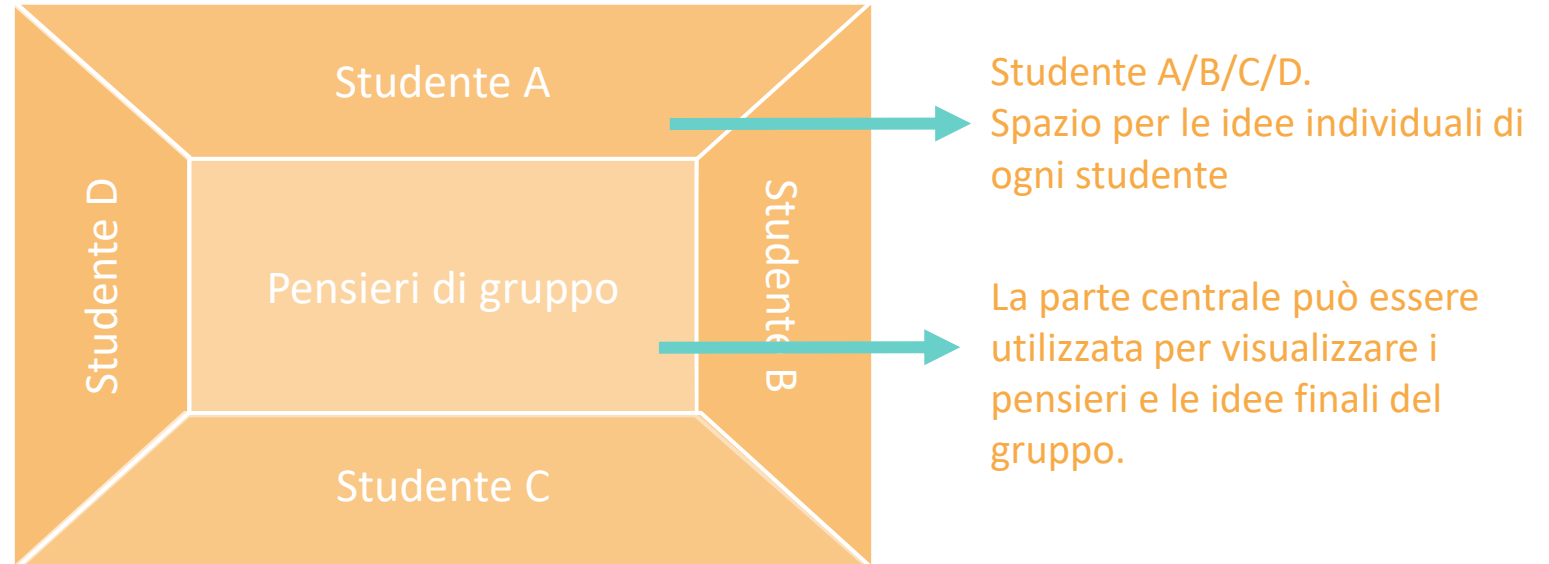 Studente A
Studente D
Pensieri di gruppo
Studente B
Studente C
Studente A/B/C/D.
Spazio per le idee individuali di
ogni studente
La parte centrale può essere
utilizzata per visualizzare i
pensieri e le idee finali del
gruppo.